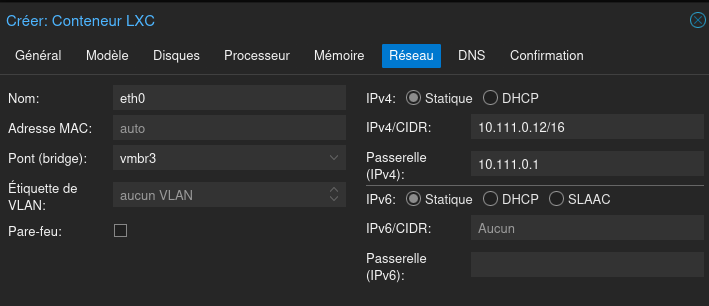 Créer: Conteneur LXC
Général Modèle Disques Processeur Mémoire Réseau DNS Confirmation
Nom: eth0
Adresse MAC: auto
Pont (bridge): vmbr3
Étiquette de
VLAN: aucun VLAN
Pare-feu:
IPv4: Statique DHCP
IPv4/CIDR: 10.111.0.12/16
Passerelle
(IPv4): 10.111.0.1
IPv6: Statique DHCP SLAAC
IPv6/CIDR: Aucun
Passerelle
(IPv6):